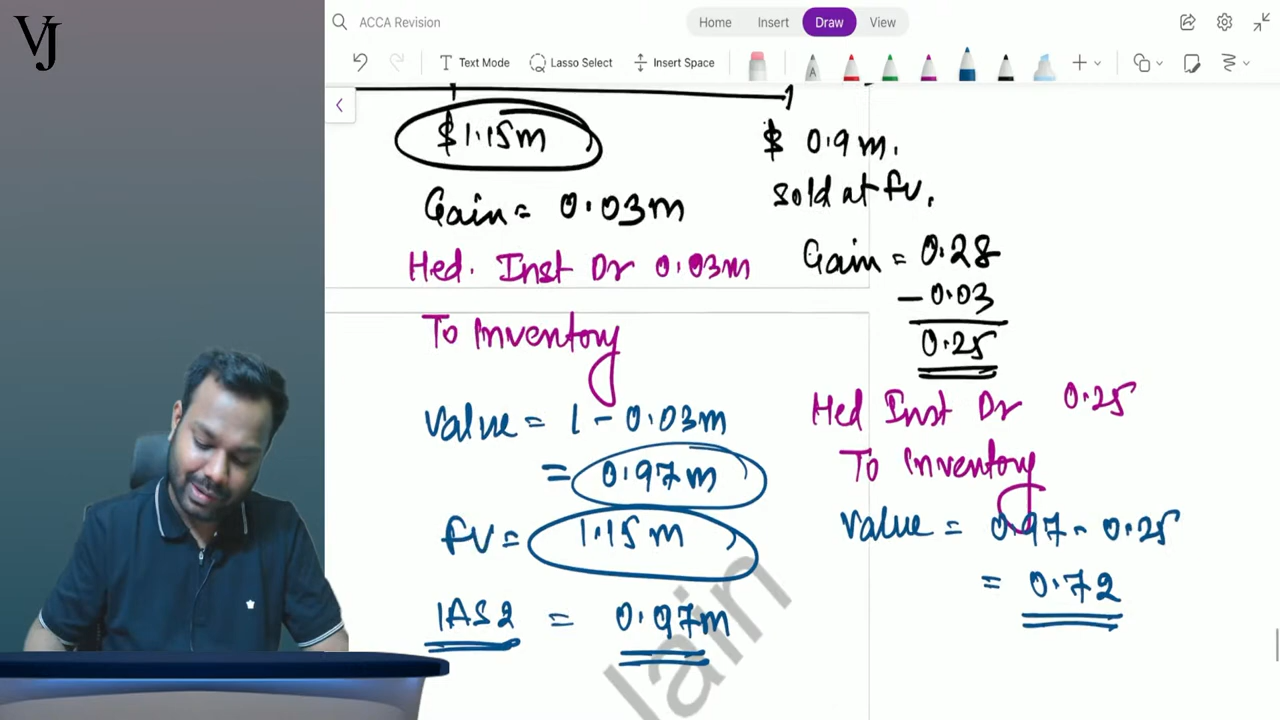 VJ
ACCA Revision
Home Insert Draw View
Text Mode Lasso Select Insert Space
$1.15m
Gain = 0.03m
Hed. Inst Dr 0.03m
To Inventory
Value = 1 - 0.03m
= 0.97m
fv = 1.15m
IAS2 = 0.97m
$ 0.9m.
sold at fv.
Gain = 0.28
- 0.03
0.25
Hed Inst Dr 0.25
To Inventory
Value = 0.97 - 0.25
= 0.72
lain